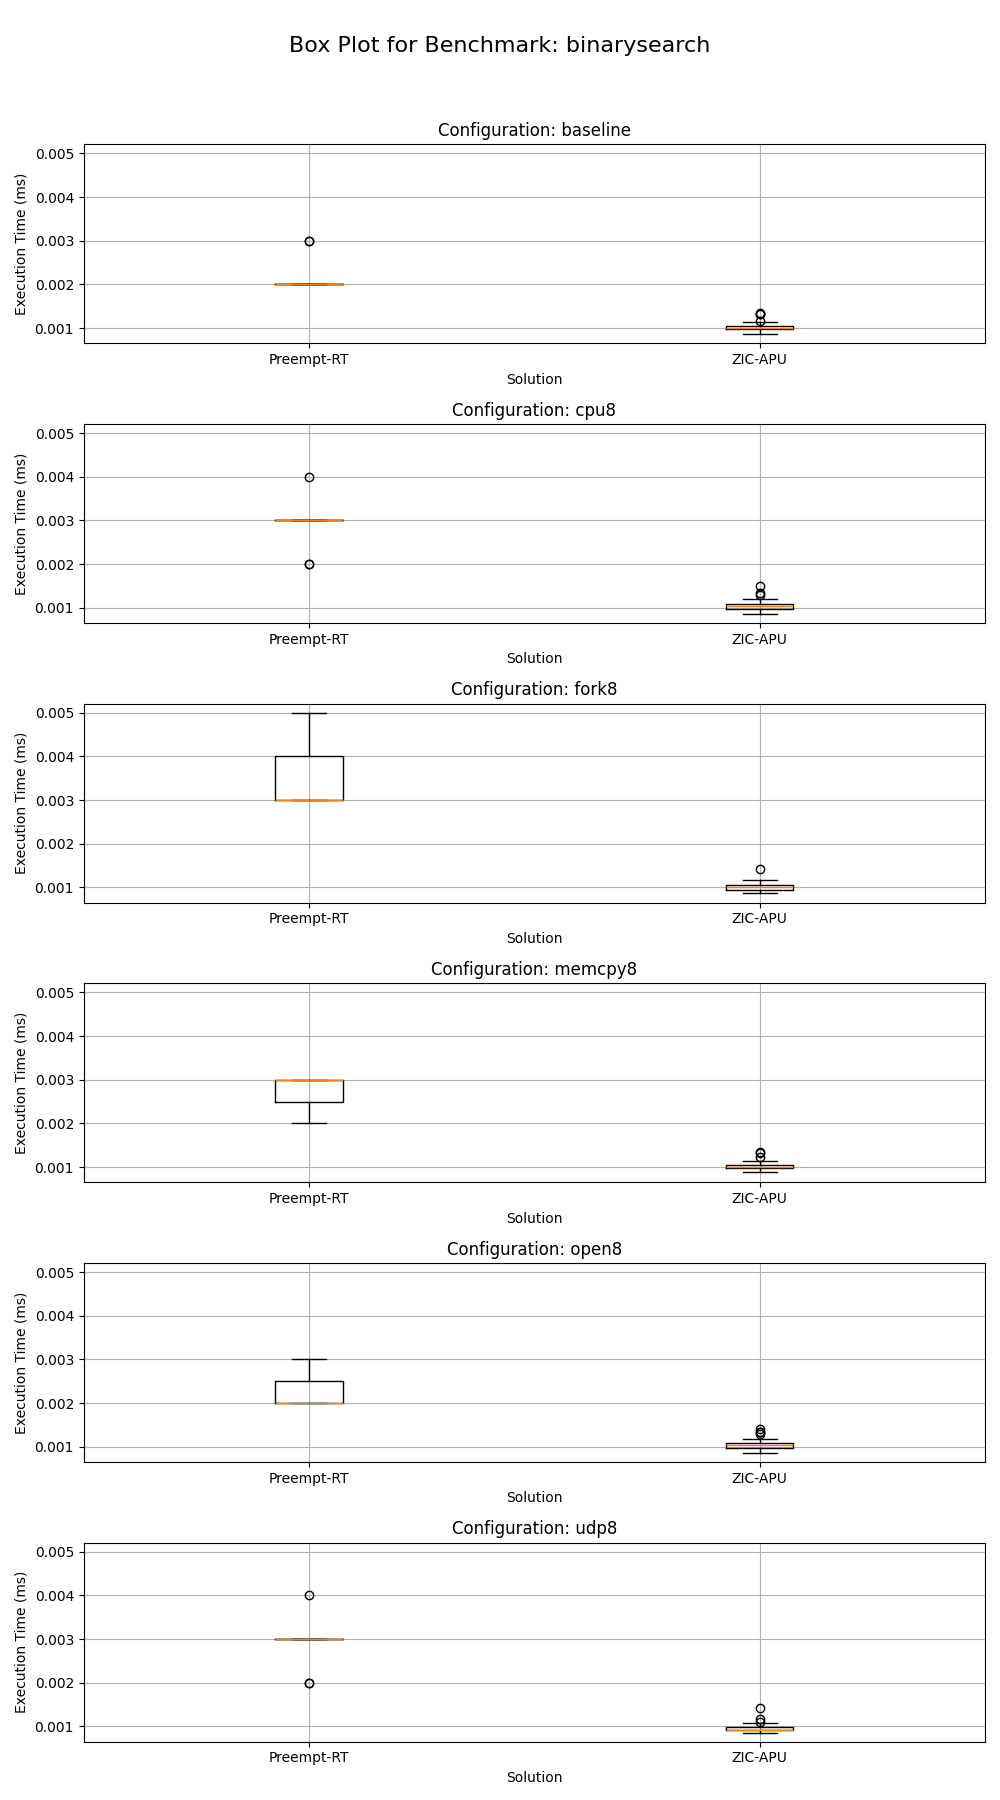 Box Plot for Benchmark: binarysearch
Configuration: baseline
0.005
0.004
0.003
0.002
0.001
Execution Time (ms)
Preempt-RT ZIC-APU
Solution
Configuration: cpu8
0.005
0.004
0.003
0.002
0.001
Execution Time (ms)
Preempt-RT ZIC-APU
Solution
Configuration: fork8
0.005
0.004
0.003
0.002
0.001
Execution Time (ms)
Preempt-RT ZIC-APU
Solution
Configuration: memcpy8
0.005
0.004
0.003
0.002
0.001
Execution Time (ms)
Preempt-RT ZIC-APU
Solution
Configuration: open8
0.005
0.004
0.003
0.002
0.001
Execution Time (ms)
Preempt-RT ZIC-APU
Solution
Configuration: udp8
0.005
0.004
0.003
0.002
0.001
Execution Time (ms)
Preempt-RT ZIC-APU
Solution